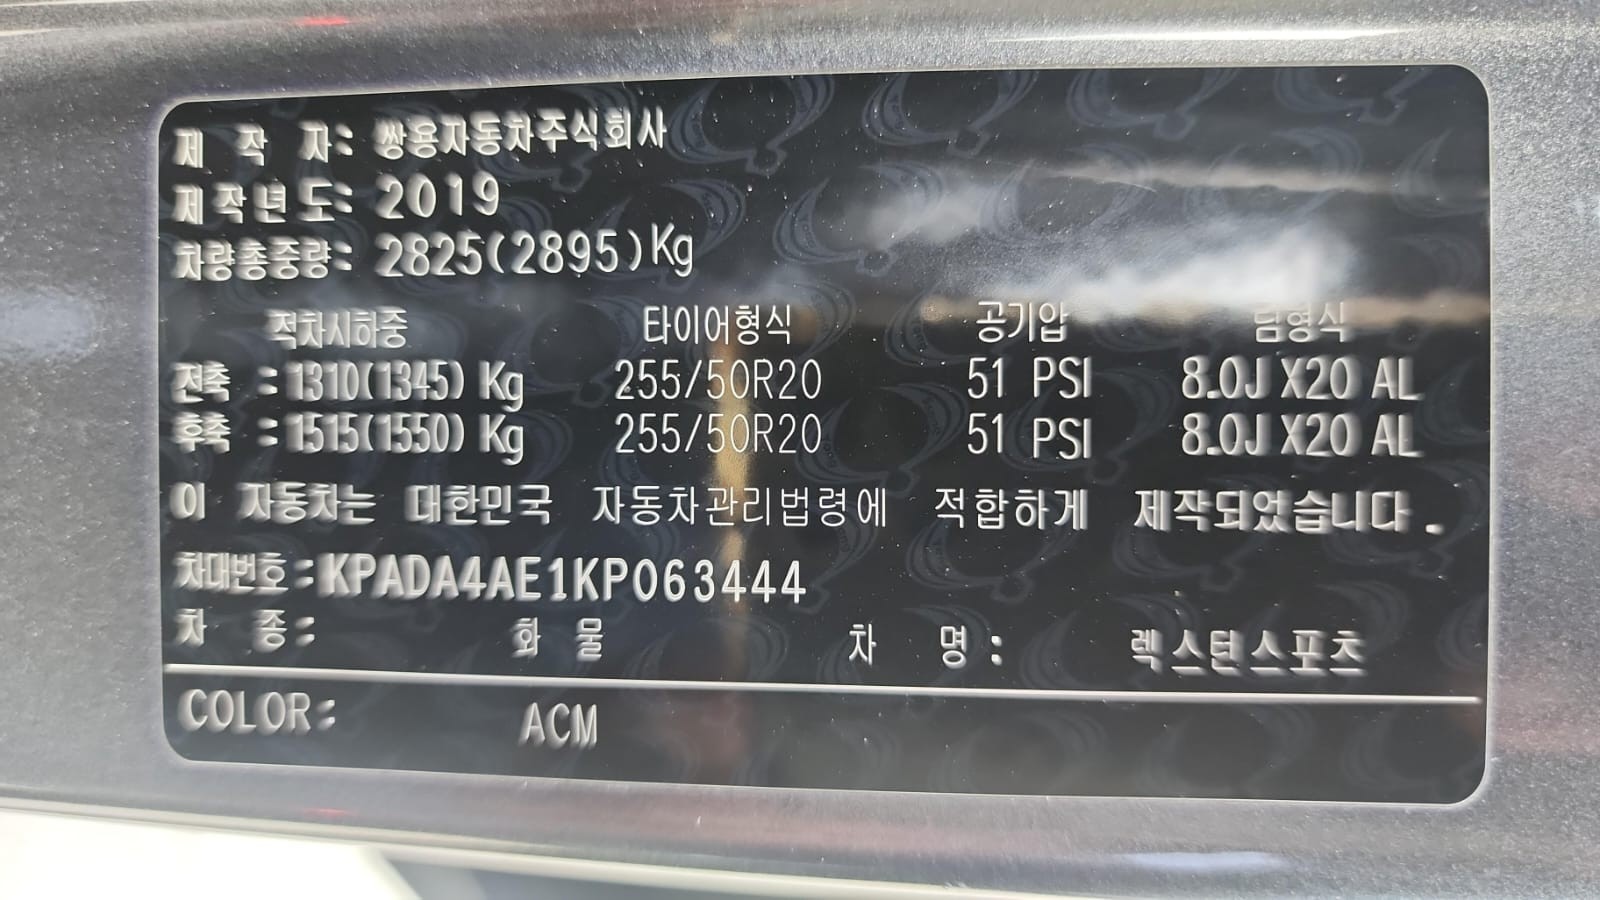 제 작 자: 쌍용자동차주식회사
제작년도: 2019
차량총중량: 2825(2895)Kg
적차시하중 타이어형식 공기압 림형식
전축 :1310(1345) Kg 255/50R20 51 PSI 8.0J X20 AL
후축 :1515(1550) Kg 255/50R20 51 PSI 8.0J X20 AL
이 자동차는 대한민국 자동차관리법령에 적합하게 제작되었습니다.
차대번호:KPADA4AE1KP063444
차 종: 화 물 차 명: 렉스턴스포츠
COLOR: ACM